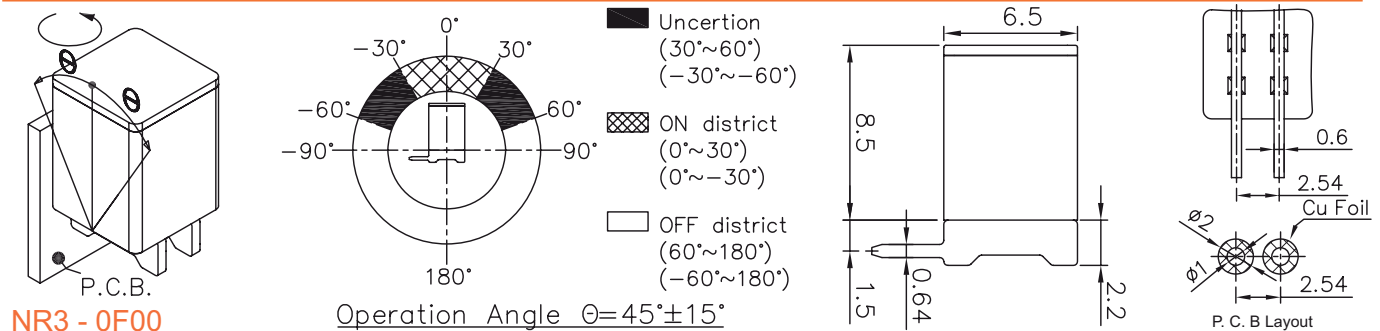 P.C.B.
NR3 - 0F00
0°
-30°
30°
-60°
60°
-90°
90°
180°
Operation Angle Θ=45°±15°
Uncertion
(30°~60°)
(-30°~-60°)
ON district
(0°~30°)
(0°~-30°)
OFF district
(60°~180°)
(-60°~180°)
6.5
8.5
1.5
0.64
2.2
0.6
2.54
Cu Foil
ø2
ø1
2.54
P. C. B Layout
θ
θ